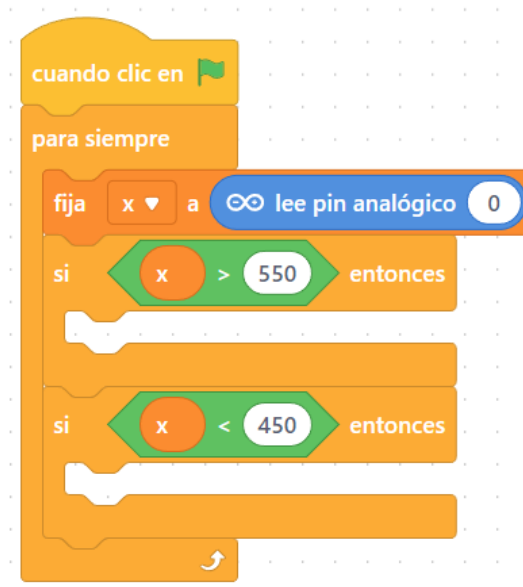 cuando clic en
para siempre
fija x a lee pin analógico 0
si x > 550 entonces
si x < 450 entonces